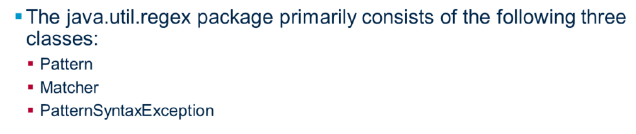 The java.util.regex package primarily consists of the following three
classes:
Pattern
Matcher
PatternSyntaxException